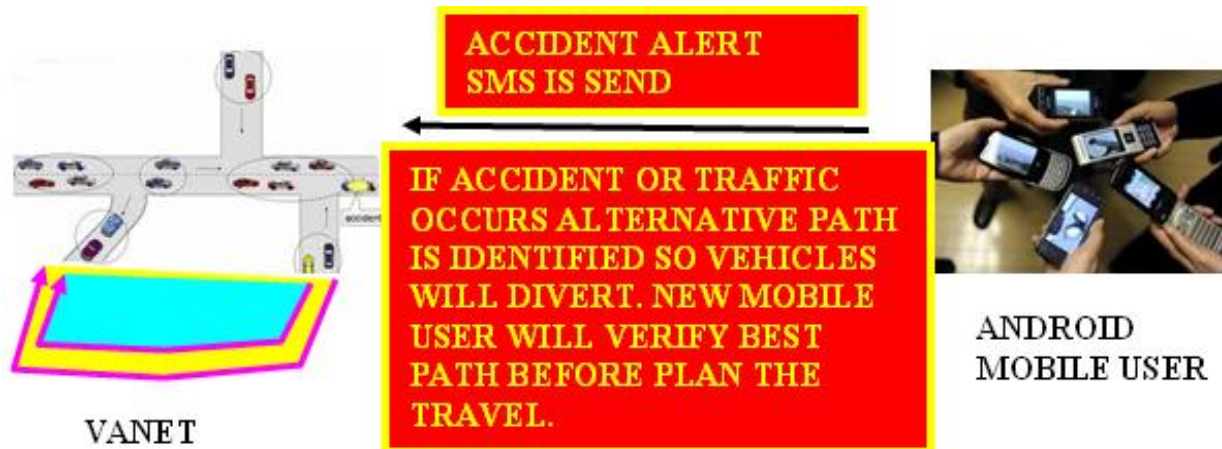 ACCIDENT ALERT
SMS IS SEND
IF ACCIDENT OR TRAFFIC
OCCURS ALTERNATIVE PATH
IS IDENTIFIED SO VEHICLES
WILL DIVERT. NEW MOBILE
USER WILL VERIFY BEST
PATH BEFORE PLAN THE
TRAVEL.
accident
VANET
ANDROID
MOBILE USER